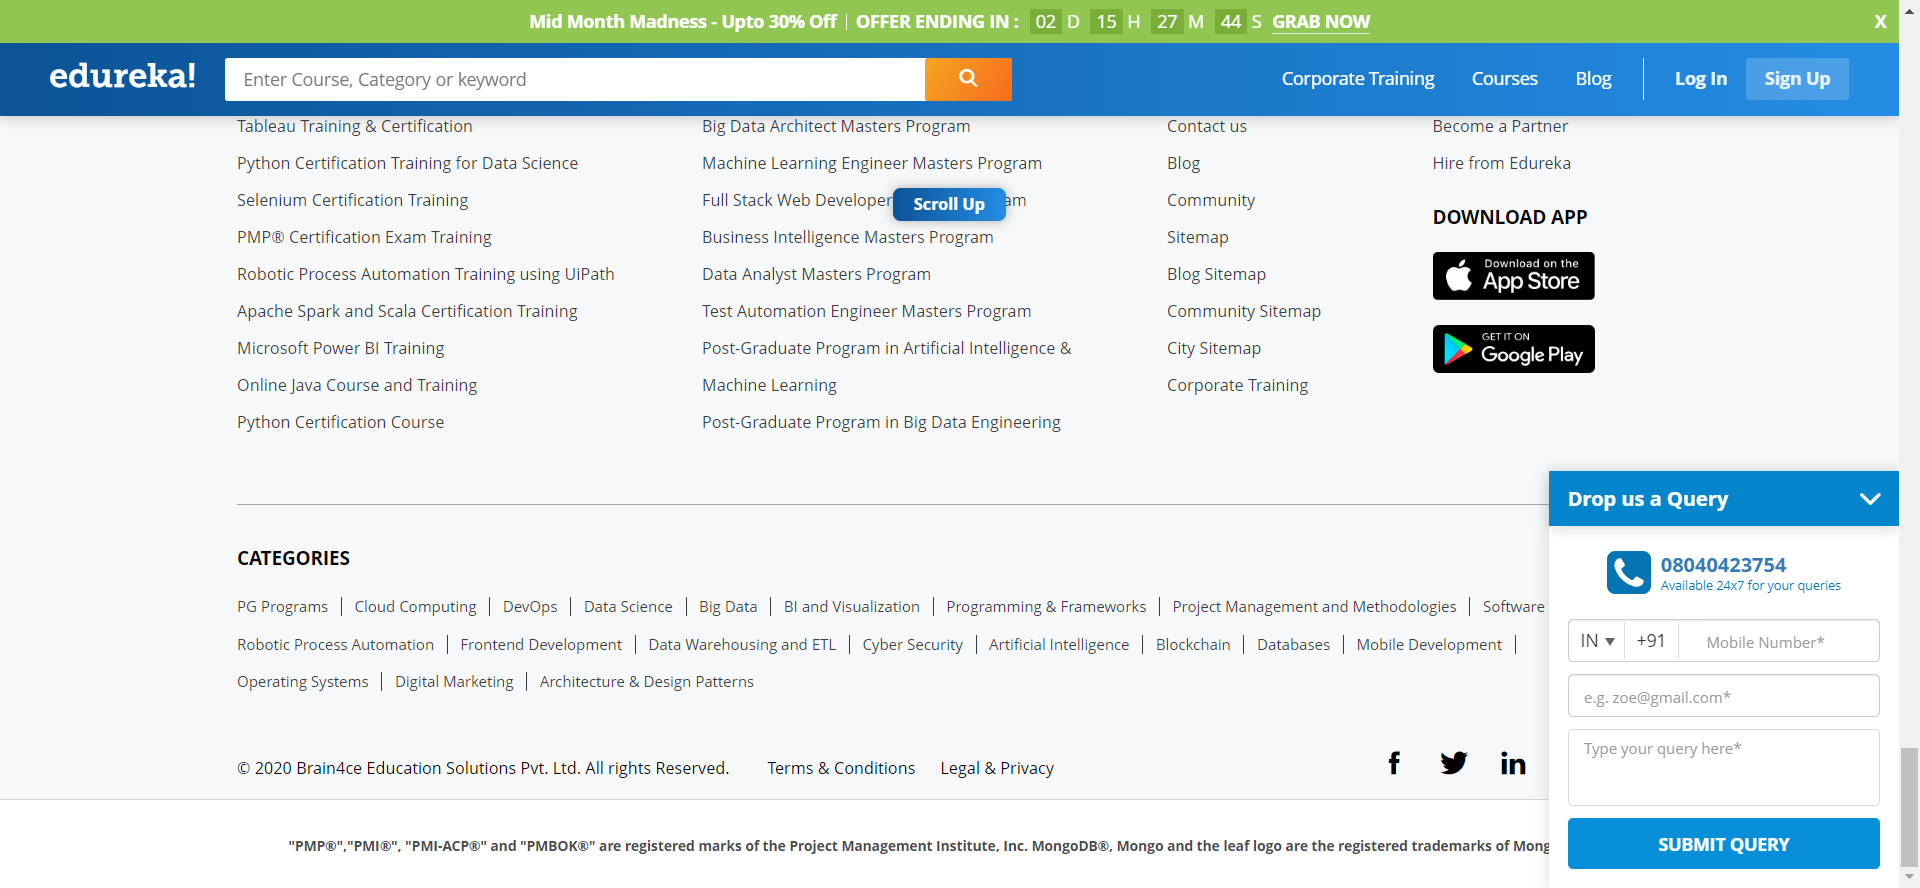 Mid Month Madness - Upto 30% Off | OFFER ENDING IN : 02 D 15 H 27 M 44 S GRAB NOW X
edureka! Enter Course, Category or keyword Corporate Training Courses Blog Log In Sign Up
Tableau Training & Certification
Python Certification Training for Data Science
Selenium Certification Training
PMP® Certification Exam Training
Robotic Process Automation Training using UiPath
Apache Spark and Scala Certification Training
Microsoft Power BI Training
Online Java Course and Training
Python Certification Course
Big Data Architect Masters Program
Machine Learning Engineer Masters Program
Full Stack Web Developer am
Scroll Up
Business Intelligence Masters Program
Data Analyst Masters Program
Test Automation Engineer Masters Program
Post-Graduate Program in Artificial Intelligence &
Machine Learning
Post-Graduate Program in Big Data Engineering
Contact us
Blog
Community
Sitemap
Blog Sitemap
Community Sitemap
City Sitemap
Corporate Training
Become a Partner
Hire from Edureka
DOWNLOAD APP
Download on the
App Store
GET IT ON
Google Play
CATEGORIES
PG Programs | Cloud Computing | DevOps | Data Science | Big Data | BI and Visualization | Programming & Frameworks | Project Management and Methodologies | Software
Robotic Process Automation | Frontend Development | Data Warehousing and ETL | Cyber Security | Artificial Intelligence | Blockchain | Databases | Mobile Development |
Operating Systems | Digital Marketing | Architecture & Design Patterns
© 2020 Brain4ce Education Solutions Pvt. Ltd. All rights Reserved. Terms & Conditions Legal & Privacy
"PMP®","PMI®", "PMI-ACP®" and "PMBOK®" are registered marks of the Project Management Institute, Inc. MongoDB®, Mongo and the leaf logo are the registered trademarks of Mong
Drop us a Query
08040423754
Available 24x7 for your queries
IN +91 Mobile Number*
e.g. zoe@gmail.com*
Type your query here*
SUBMIT QUERY